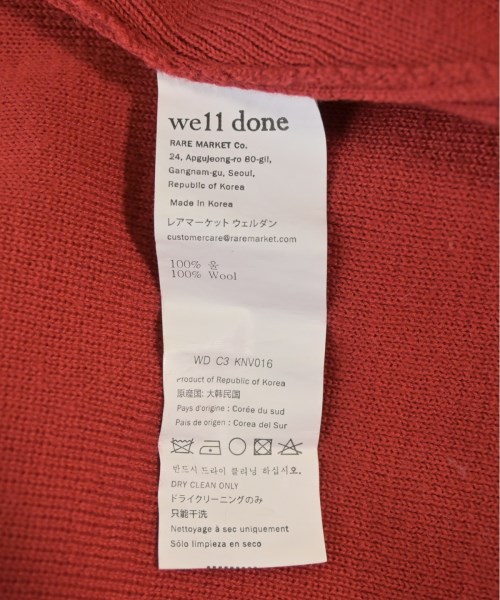 we11 done
RARE MARKET Co.
24, Apgujeong-ro 80-gil,
Gangnam-gu, Seoul,
Republic of Korea
Made in Korea
レアマーケット ウェルダン
customercare@raremarket.com
100% 울
100% Wool
WD C3 KNV016
Product of Republic of Korea
原産国: 大韩民国
Pays d'origine : Corée du sud
Pais de origen : Corea del Sur
반드시 드라이 클리닝 하십시오.
DRY CLEAN ONLY
ドライクリーニングのみ
只能干洗
Nettoyage à sec uniquement
Sólo limpieza en seco